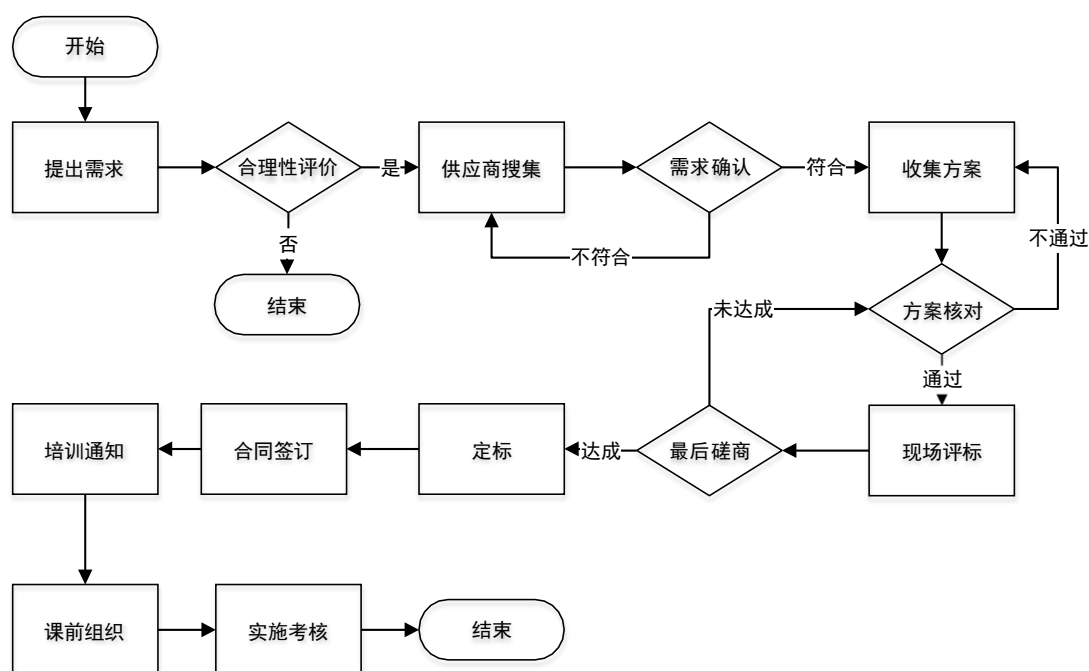 开始
提出需求
合理性评价
是
供应商搜集
需求确认
符合
收集方案
不通过
否
不符合
结束
未达成
方案核对
通过
培训通知
合同签订
定标
达成
最后磋商
现场评标
课前组织
实施考核
结束